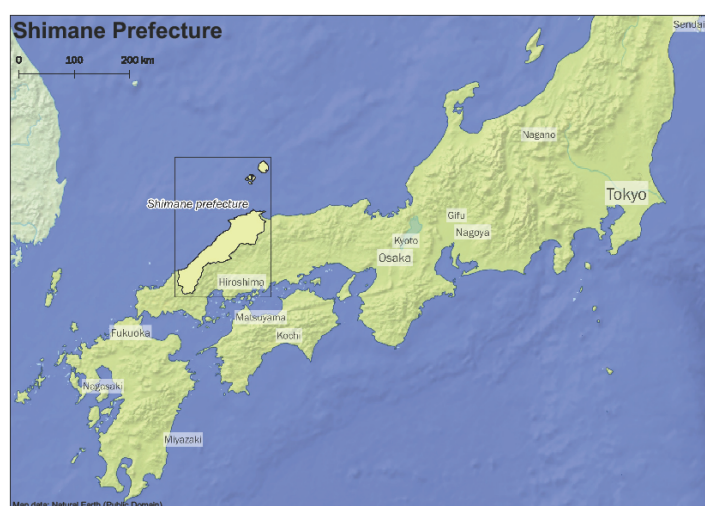 Shimane Prefecture
Sendai
0 100 200 km
Nagano
Tokyo
Shimane prefecture
Gifu
Nagoya
Kyoto
Osaka
Hiroshima
Matsuyama
Fukuoka
Kochi
Nagasaki
Miyazaki
Map data: Natural Earth (Public Domain)